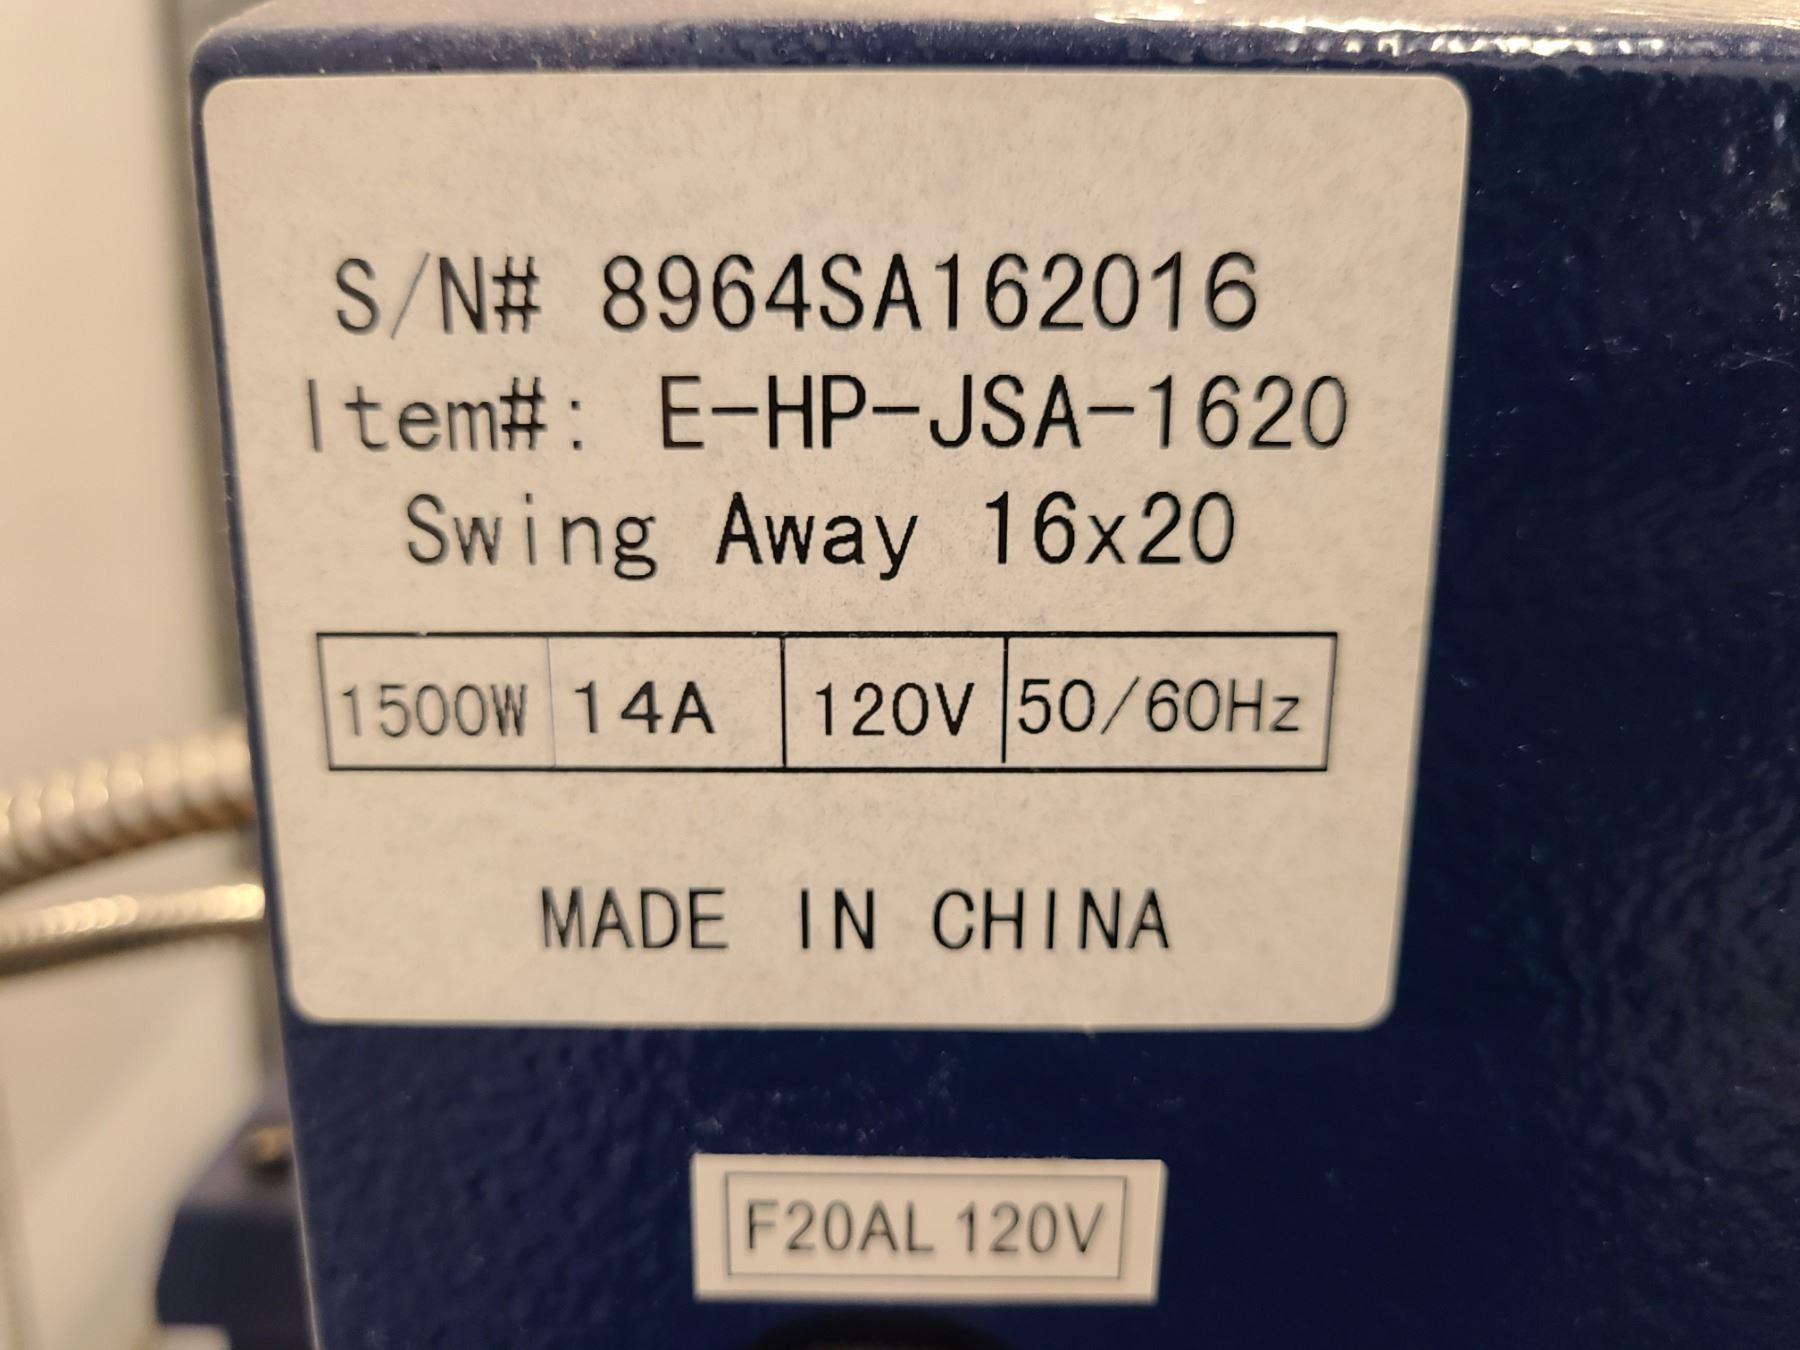 S/N# 8964SA162016
Item#: E-HP-JSA-1620
Swing Away 16x20
1500W 14A 120V 50/60Hz
MADE IN CHINA
F20AL 120V